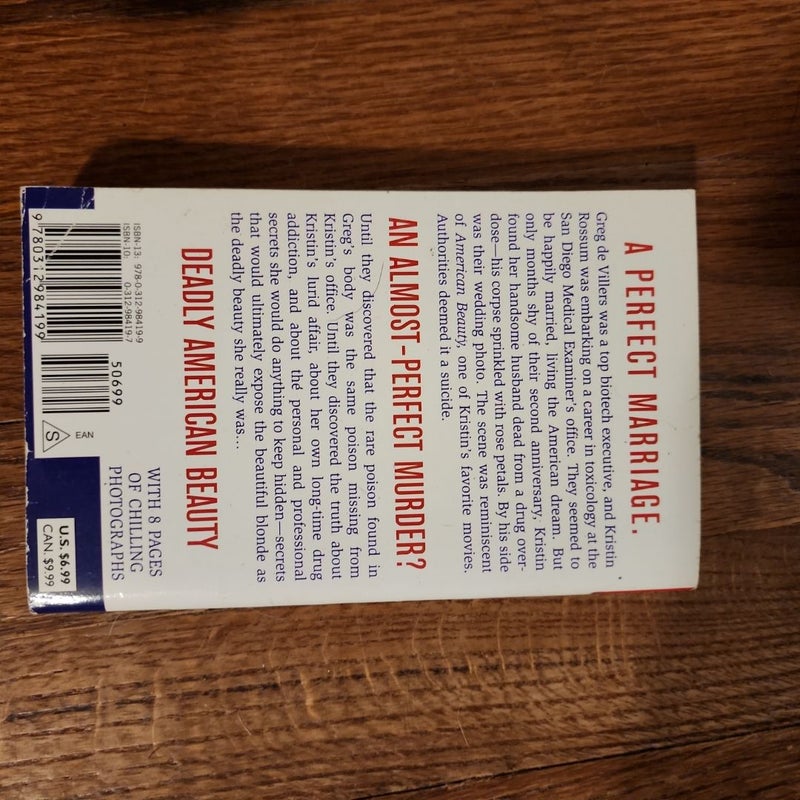 A PERFECT MARRIAGE.
Greg de Villers was a top biotech executive, and Kristin
Rossum was embarking on a career in toxicology at the
San Diego Medical Examiner's office. They seemed to
be happily married, living the American dream. But
only months shy of their second anniversary, Kristin
found her handsome husband dead from a drug over-
dose—his corpse sprinkled with rose petals. By his side
was their wedding photo. The scene was reminiscent
of American Beauty, one of Kristin's favorite movies.
Authorities deemed it a suicide.
AN ALMOST-PERFECT MURDER?
Until they discovered that the rare poison found in
Greg's body was the same poison missing from
Kristin's office. Until they discovered the truth about
Kristin's lurid affair, about her own long-time drug
addiction, and about the personal and professional
secrets she would do anything to keep hidden—secrets
that would ultimately expose the beautiful blonde as
the deadly beauty she really was...
DEADLY AMERICAN BEAUTY
WITH 8 PAGES
OF CHILLING
PHOTOGRAPHS
ISBN-13: 978-0-312-98419-9
ISBN-10: 0-312-98419-7
50699
9 780312 984199
S
EAN
U.S. $6.99
CAN. $9.99